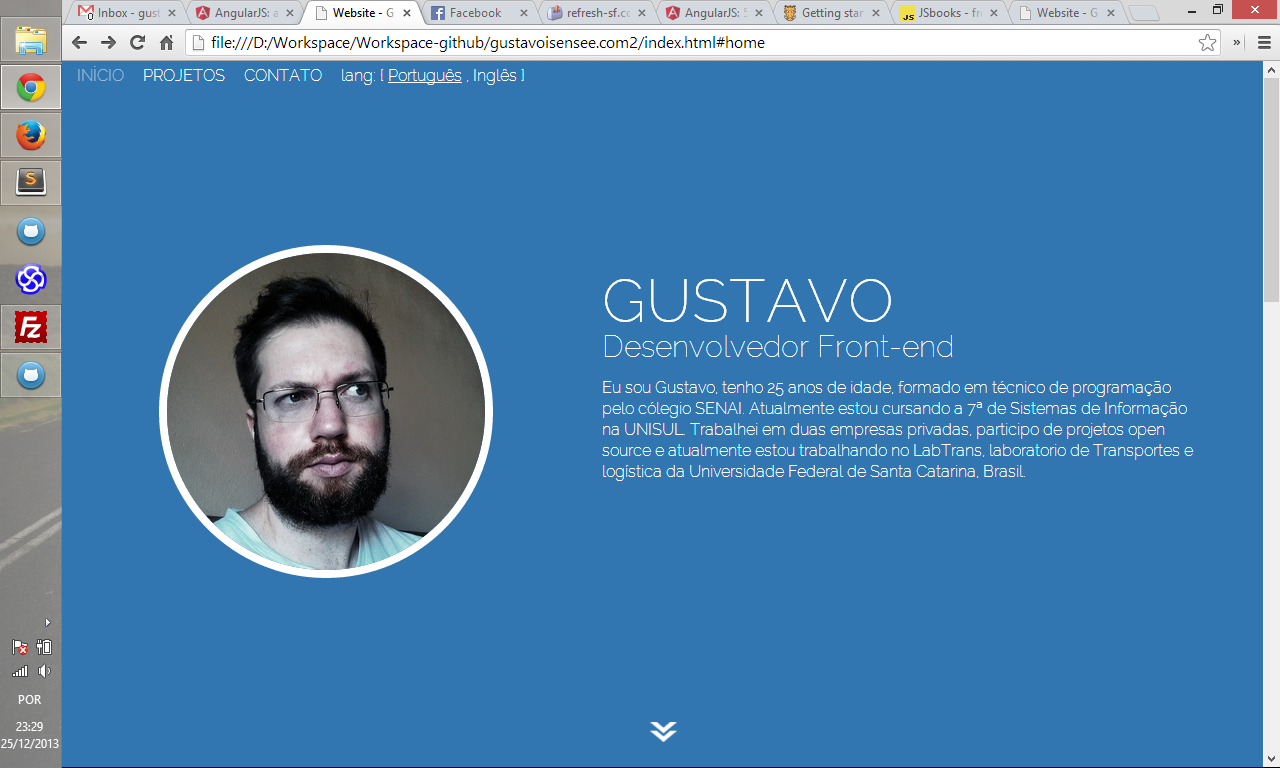 Inbox - gust
AngularJS: a
Website - G
Facebook
refresh-sf.co
AngularJS:
Getting star
JSbooks - fr
Website - G
file:///D:/Workspace/Workspace-github/gustavoisensee.com2/index.html#home
INÍCIO PROJETOS CONTATO lang: [ Português , Inglês ]
GUSTAVO
Desenvolvedor Front-end
Eu sou Gustavo, tenho 25 anos de idade, formado em técnico de programação
pelo cólegio SENAI. Atualmente estou cursando a 7ª de Sistemas de Informação
na UNISUL. Trabalhei em duas empresas privadas, participo de projetos open
source e atualmente estou trabalhando no LabTrans, laboratorio de Transportes e
logística da Universidade Federal de Santa Catarina, Brasil.
POR
23:29
25/12/2013